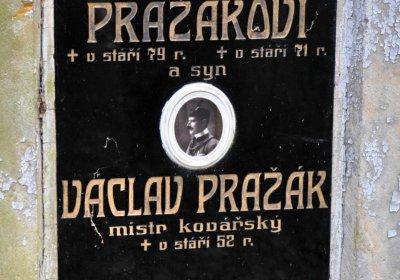 PRAŽÁKOVI
+ v stáří 79 r. + v stáří 71 r.
a syn
VÁCLAV PRAŽÁK
mistr kovářský
+ v stáří 52 r.